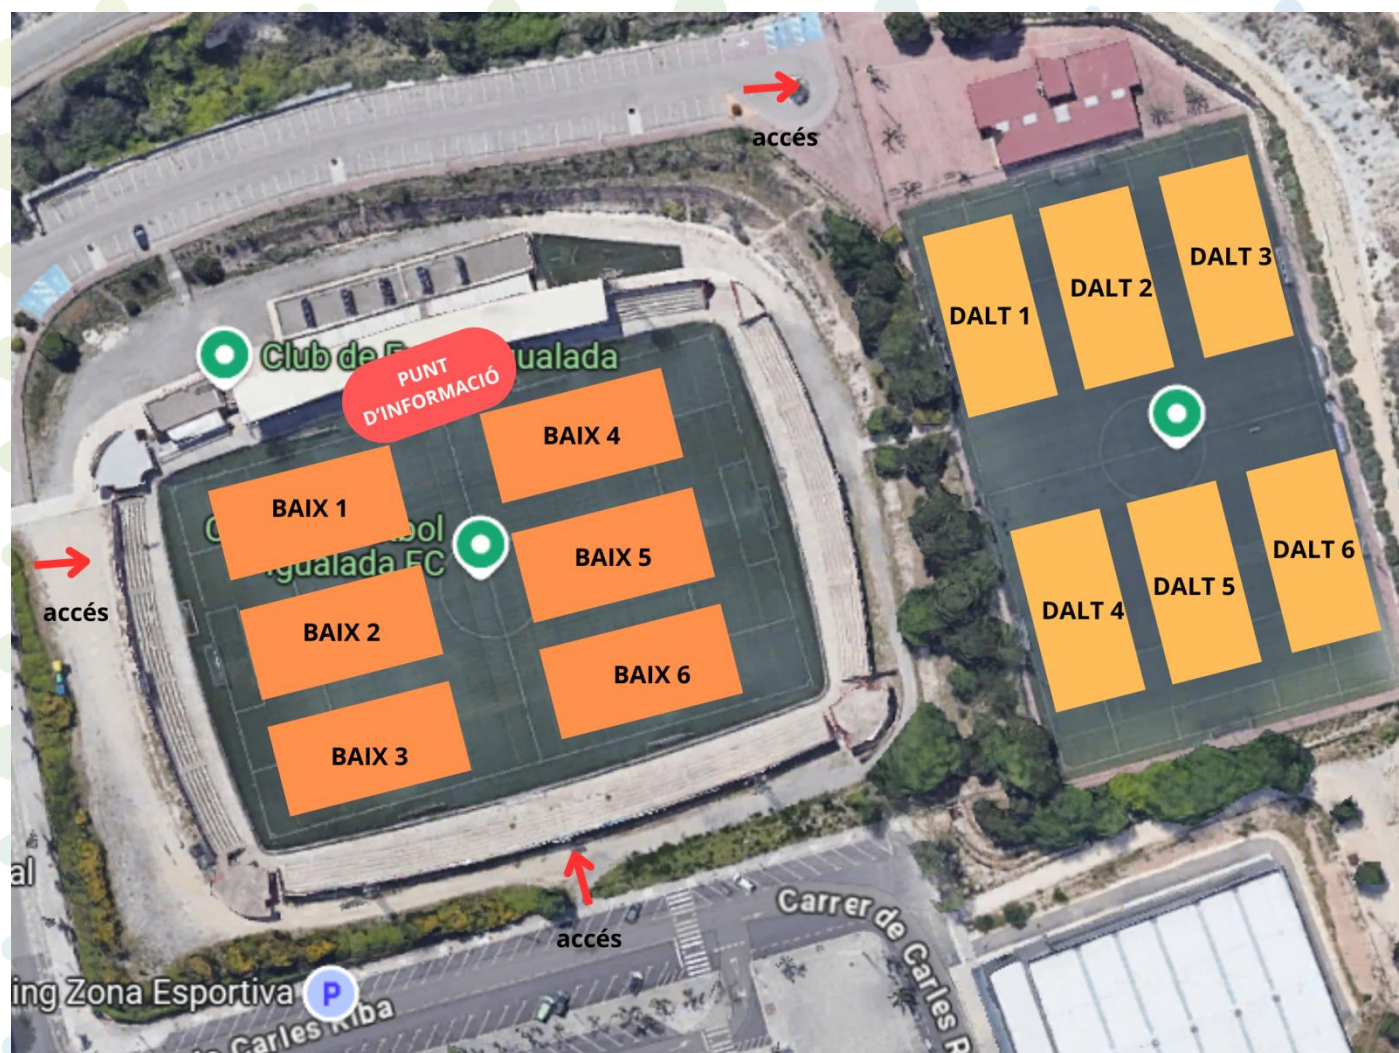 accés
DALT 3
DALT 2
DALT 1
Club de
ualada
PUNT
D'INFORMACIÓ
BAIX 4
BAIX 1
bol
Igualada FC
BAIX 5
BAIX 2
BAIX 6
BAIX 3
DALT 6
DALT 5
DALT 4
accés
accés
al
ing Zona Esportiva
P
Carles Riba
Carrer de Carles R